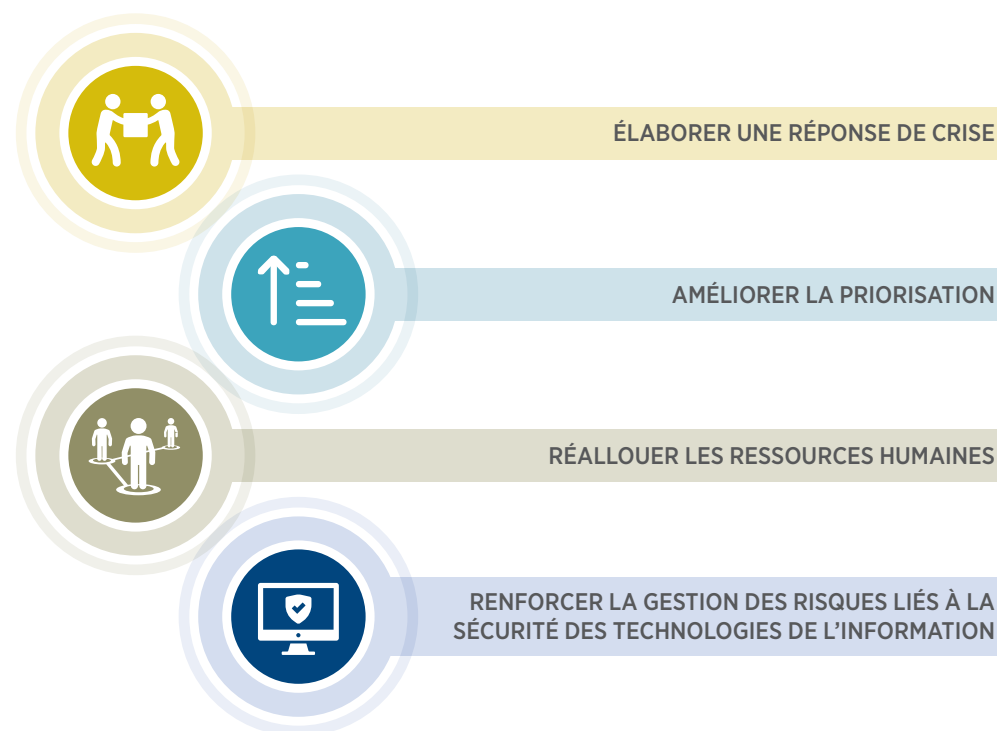 ÉLABORER UNE RÉPONSE DE CRISE
AMÉLIORER LA PRIORISATION
RÉALLOUER LES RESSOURCES HUMAINES
RENFORCER LA GESTION DES RISQUES LIÉS À LA
SÉCURITÉ DES TECHNOLOGIES DE L’INFORMATION